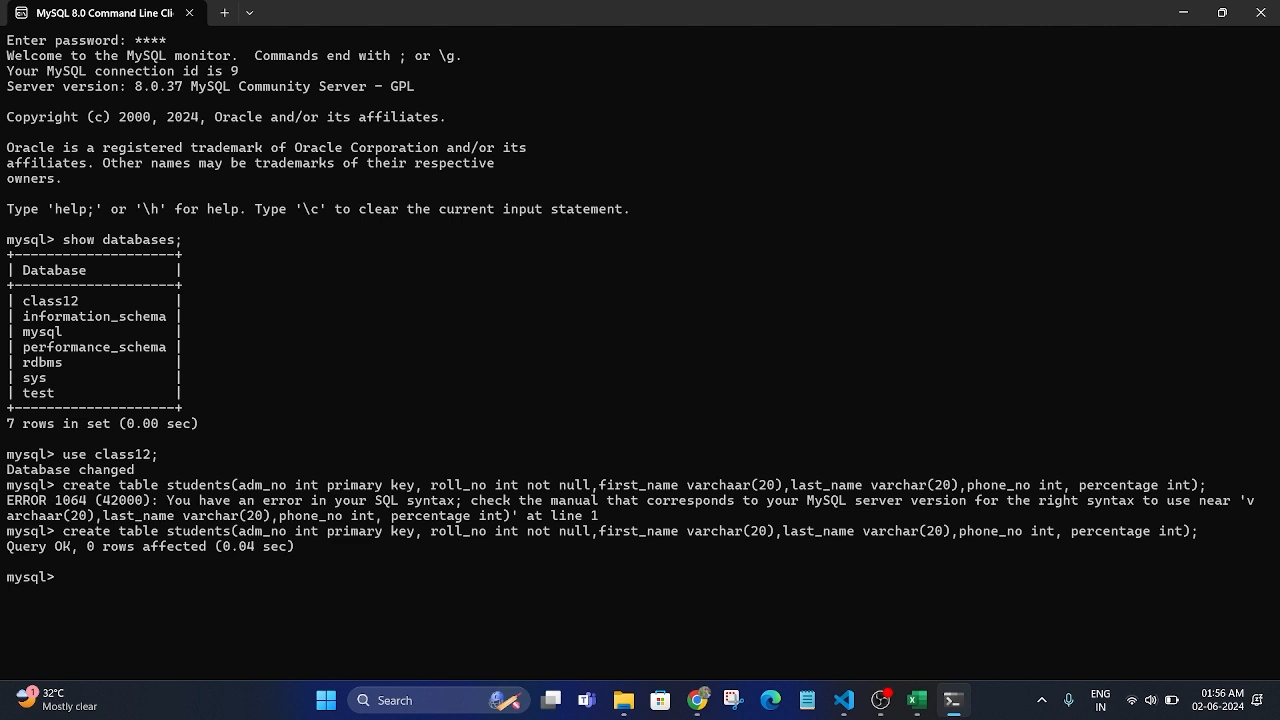 MySQL 8.0 Command Line Cli
Enter password: ****
Welcome to the MySQL monitor.  Commands end with ; or \g.
Your MySQL connection id is 9
Server version: 8.0.37 MySQL Community Server - GPL
Copyright (c) 2000, 2024, Oracle and/or its affiliates.
Oracle is a registered trademark of Oracle Corporation and/or its
affiliates. Other names may be trademarks of their respective
owners.
Type 'help;' or '\h' for help. Type '\c' to clear the current input statement.
mysql> show databases;
+--------------------+
| Database           |
+--------------------+
| class12            |
| information_schema |
| mysql              |
| performance_schema |
| rdbms              |
| sys                |
| test               |
+--------------------+
7 rows in set (0.00 sec)
mysql> use class12;
Database changed
mysql> create table students(adm_no int primary key, roll_no int not null,first_name varchaar(20),last_name varchar(20),phone_no int, percentage int);
ERROR 1064 (42000): You have an error in your SQL syntax; check the manual that corresponds to your MySQL server version for the right syntax to use near 'v
archaar(20),last_name varchar(20),phone_no int, percentage int)' at line 1
mysql> create table students(adm_no int primary key, roll_no int not null,first_name varchar(20),last_name varchar(20),phone_no int, percentage int);
Query OK, 0 rows affected (0.04 sec)
mysql>
1
32°C
Mostly clear
Search
ENG
IN
01:56 AM
02-06-2024